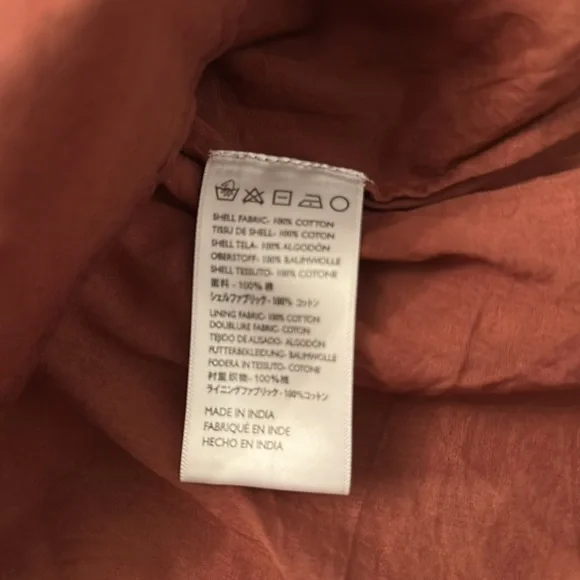 SHELL FABRIC- 100% COTTON
TISSU DE SHELL- 100% COTON
SHELL TELA- 100% ALGODÓN
OBERSTOFF- 100% BAUMWOLLE
SHELL TESSUTO- 100% COTONE
面料 - 100% 棉
シェルファブリック - 100% コットン
LINING FABRIC- 100% COTTON
DOUBLURE FABRIC- COTON
TEJIDO DE ALISADO- ALGODÓN
FUTTERBEKLEIDUNG- BAUMWOLLE
FODERA IN TESSUTO- COTONE
衬里 织物 - 100% 棉
ライニングファブリック - 100% コットン
MADE IN INDIA
FABRIQUÉ EN INDE
HECHO EN INDIA